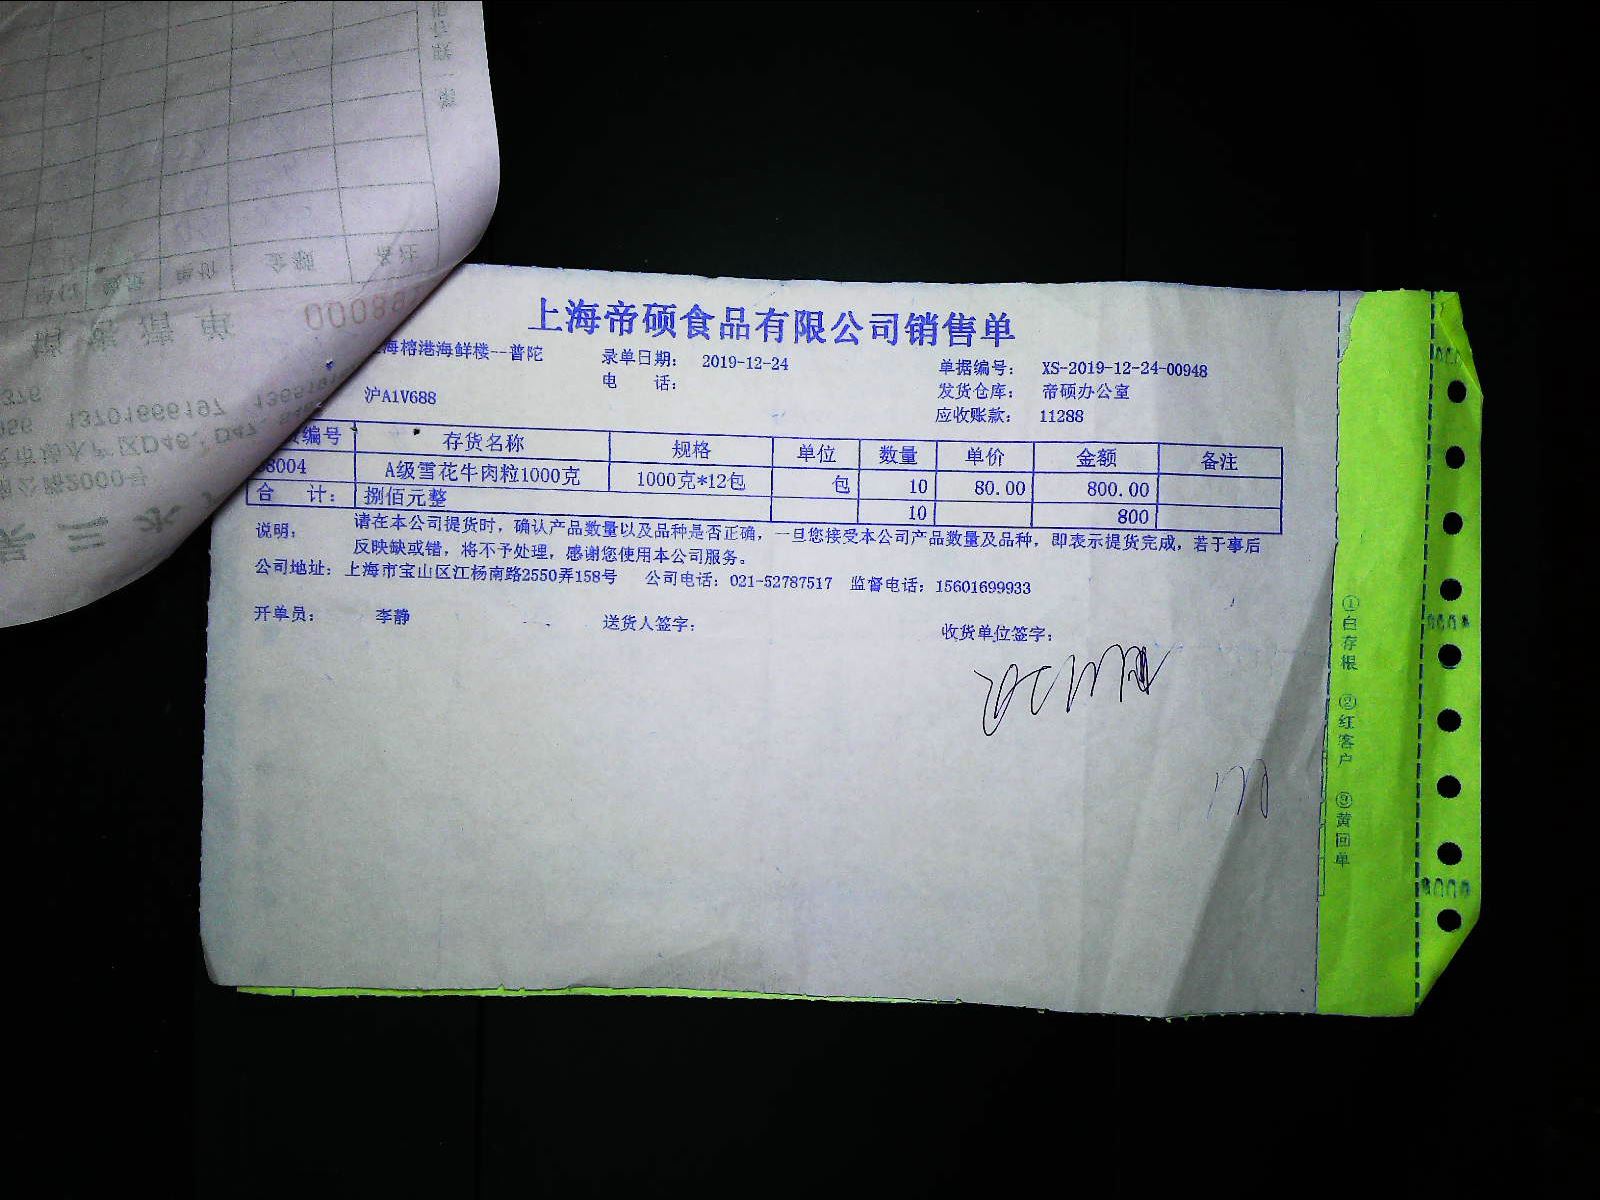 上海帝硕食品有限公司销售单
海榕港海鲜楼--普陀 录单日期： 2019-12-24 单据编号： XS-2019-12-24-00948
电 话： 发货仓库： 帝硕办公室
沪A1V688 应收账款： 11288
编号 存货名称 规格 单位 数量 单价 金额 备注
8004 A级雪花牛肉粒1000克 1000克*12包 包 10 80.00 800.00
合 计： 捌佰元整 10 800
说明： 请在本公司提货时，确认产品数量以及品种是否正确，一旦您接受本公司产品数量及品种，即表示提货完成，若于事后
反映缺或错，将不予处理，感谢您使用本公司服务。
公司地址：上海市宝山区江杨南路2550弄158号 公司电话：021-52787517 监督电话：15601699933
开单员： 李静 送货人签字： 收货单位签字：
①白存根 ②红客户 ③黄回单